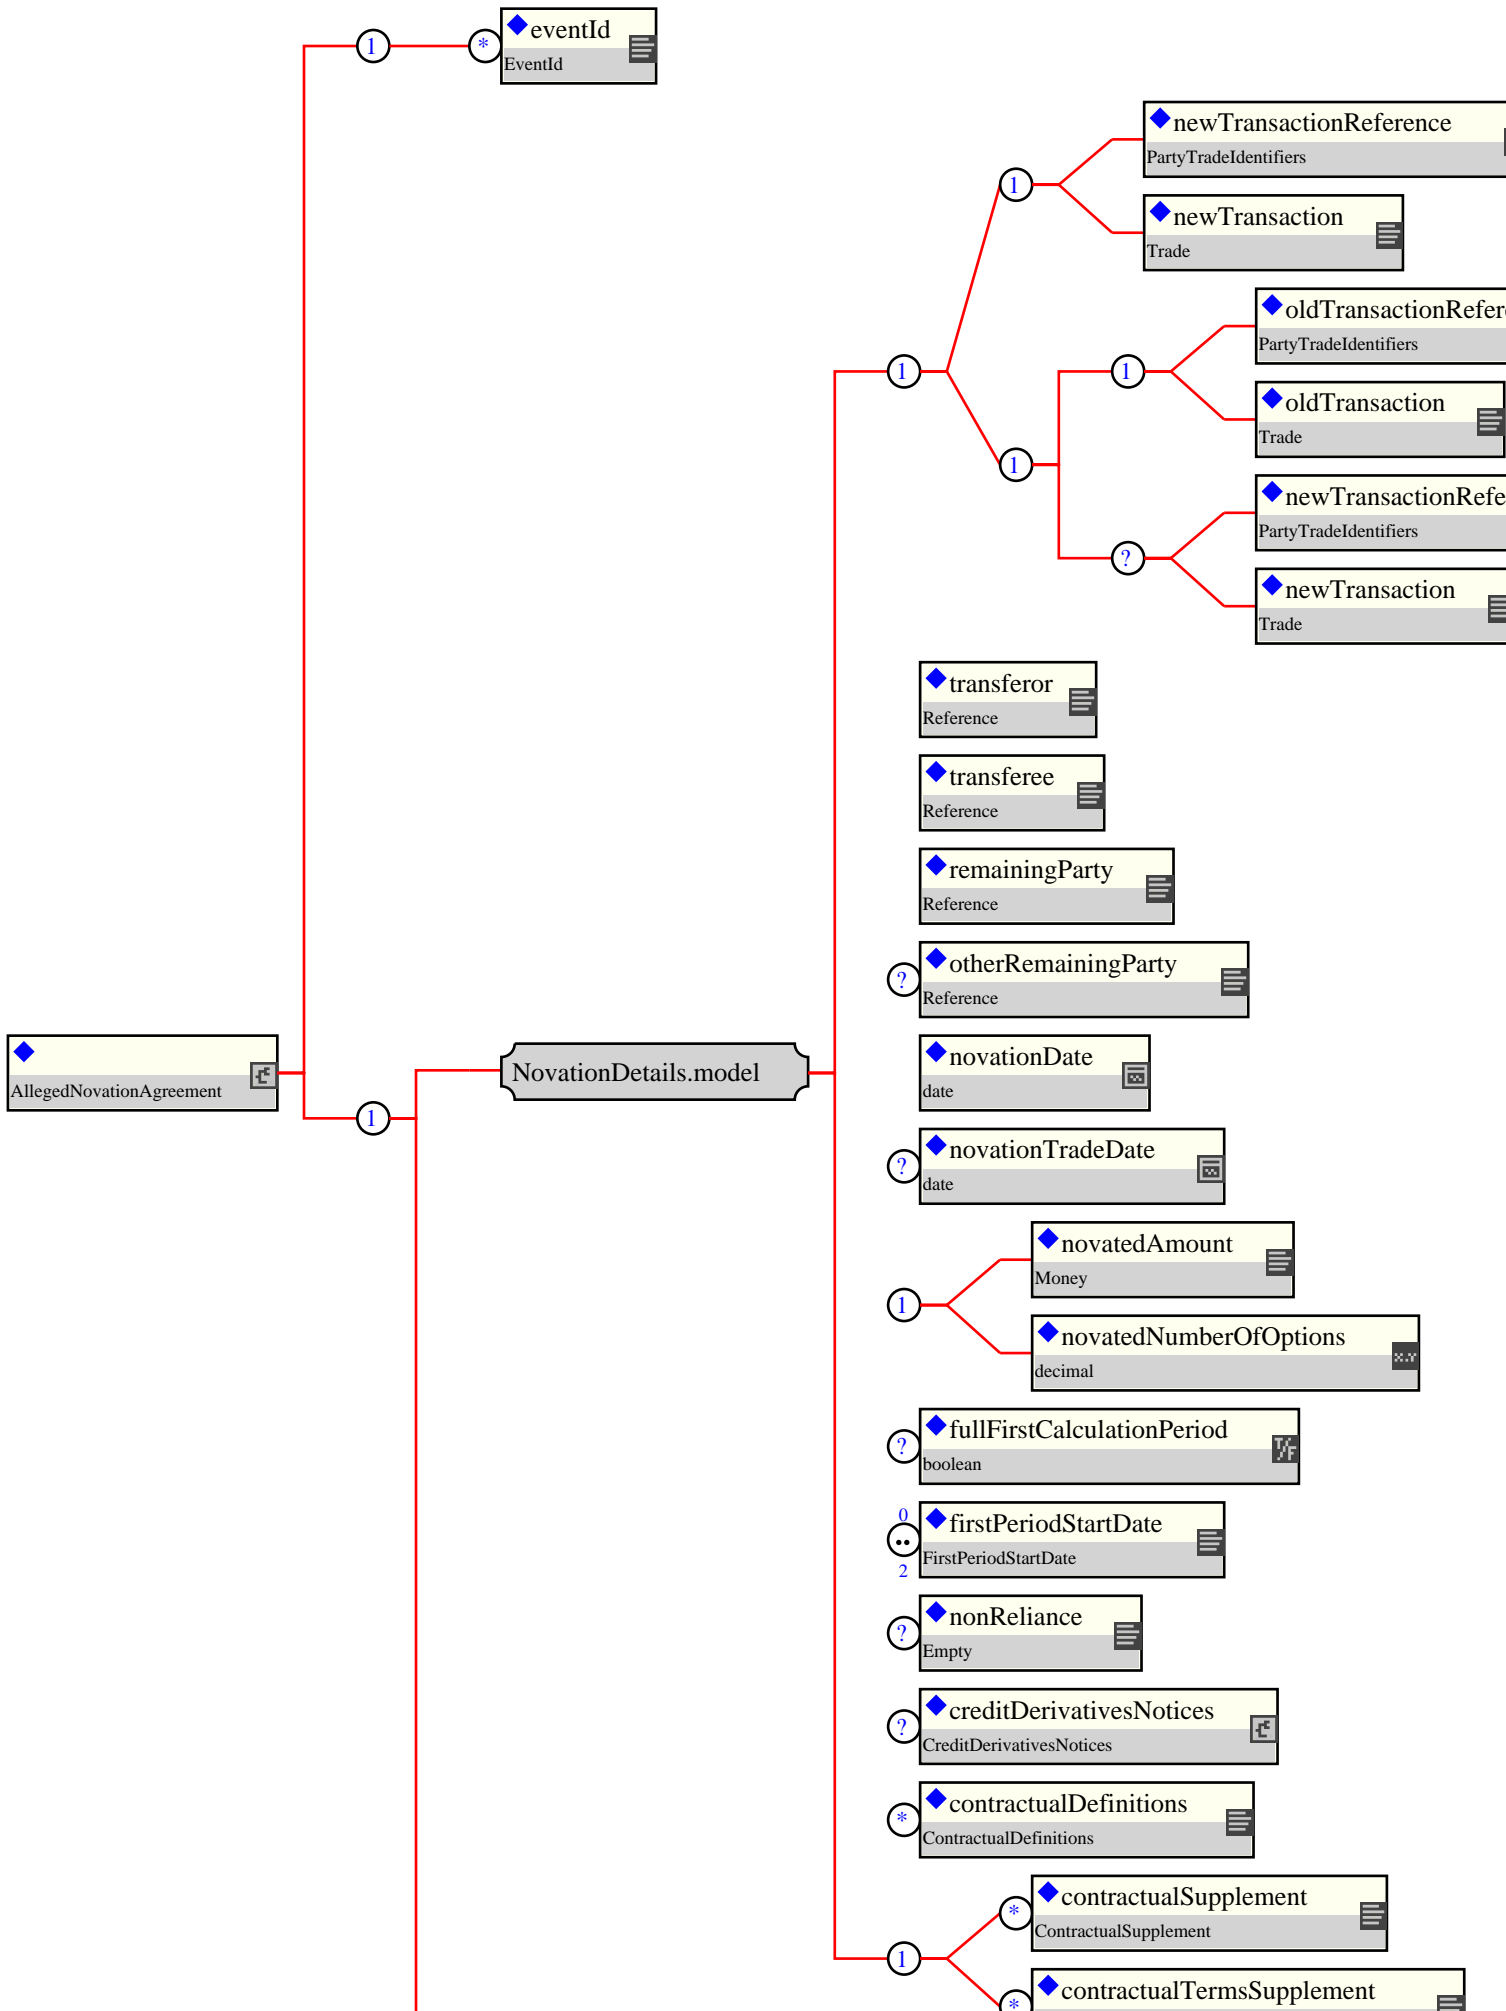 1
*
eventId
EventId
newTransactionReference
PartyTradeIdentifiers
1
newTransaction
Trade
oldTransactionRefer
PartyTradeIdentifiers
1
1
oldTransaction
Trade
1
newTransactionRefe
PartyTradeIdentifiers
?
newTransaction
Trade
transferor
Reference
transferee
Reference
remainingParty
Reference
?
otherRemainingParty
Reference
AllegedNovationAgreement
1
NovationDetails.model
novationDate
date
?
novationTradeDate
date
novatedAmount
Money
1
novatedNumberOfOptions
decimal
x.Y
?
fullFirstCalculationPeriod
boolean
T/F
0
..
2
firstPeriodStartDate
FirstPeriodStartDate
?
nonReliance
Empty
?
creditDerivativesNotices
CreditDerivativesNotices
*
contractualDefinitions
ContractualDefinitions
*
contractualSupplement
ContractualSupplement
1
*
contractualTermsSupplement